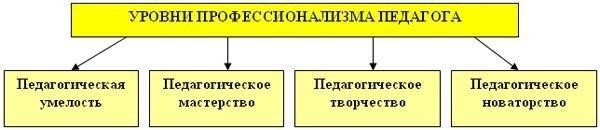 УРОВНИ ПРОФЕССИОНАЛИЗМА ПЕДАГОГА
Педагогическая
умелость
Педагогическое
мастерство
Педагогическое
творчество
Педагогическое
новаторство